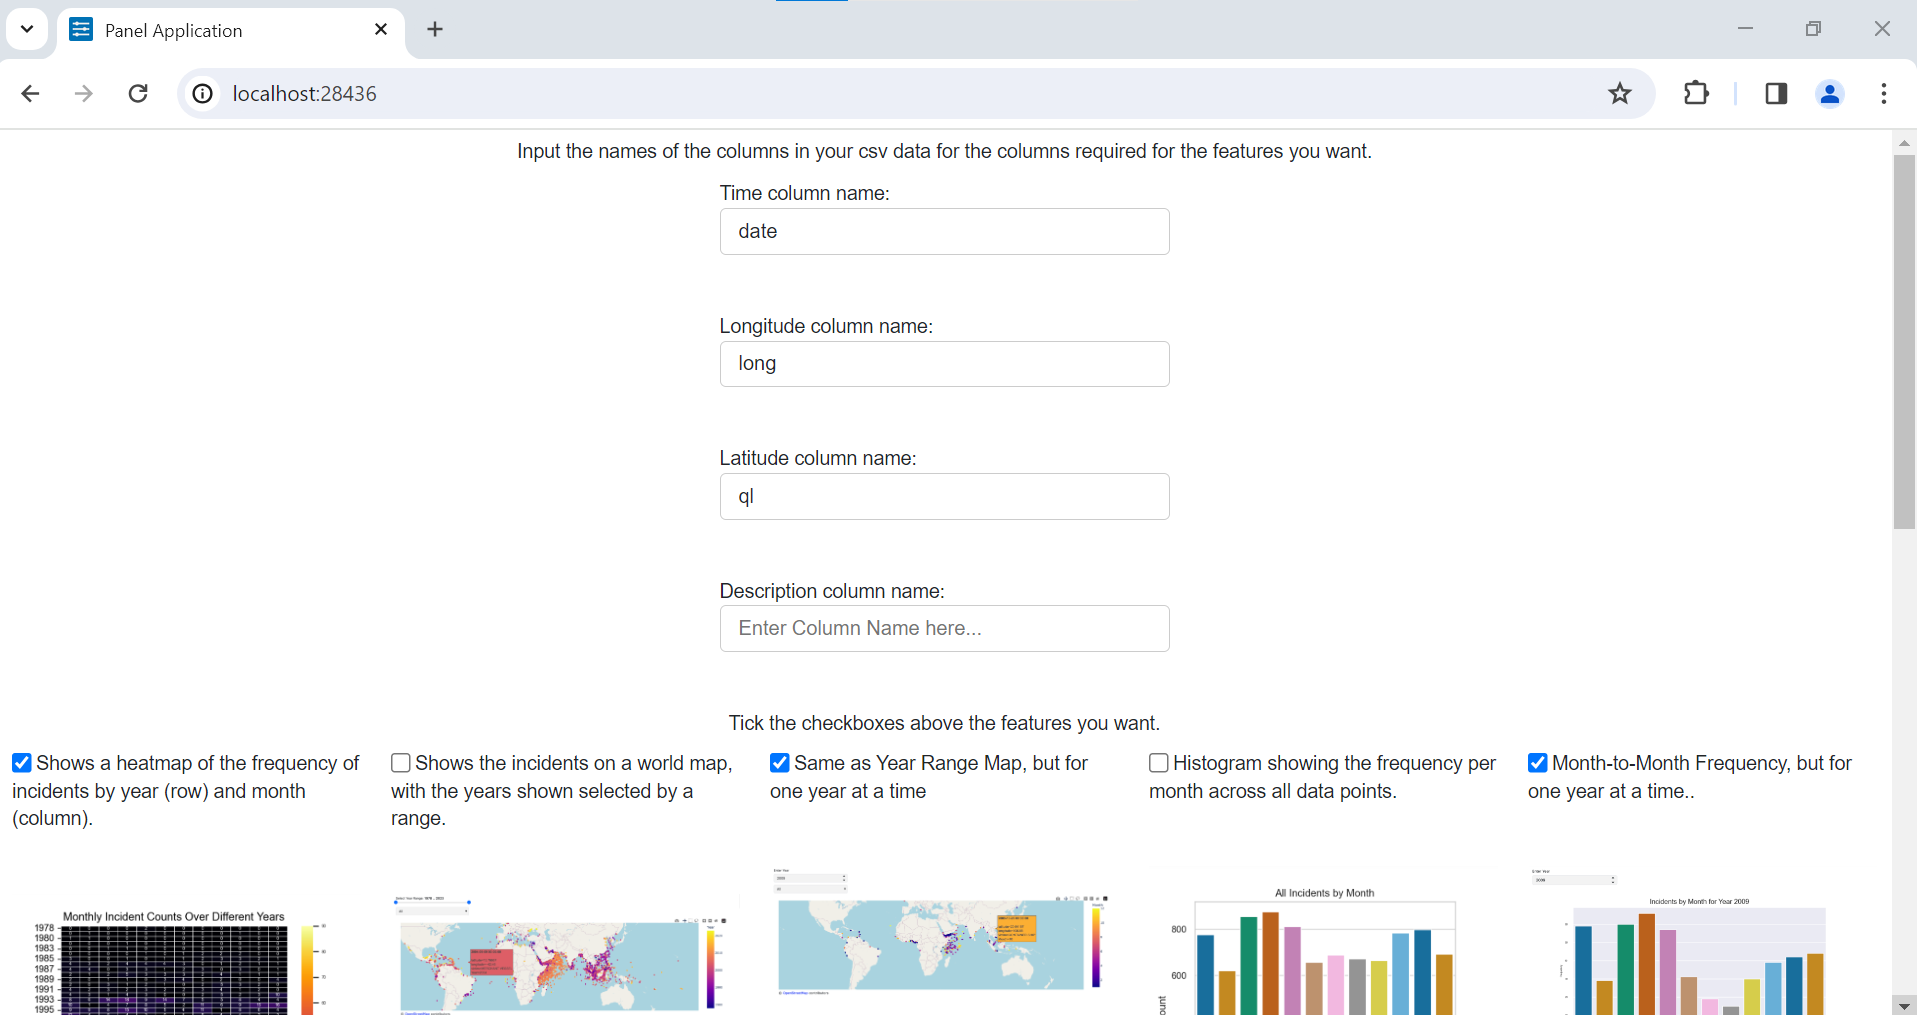 Panel Application
localhost:28436
Input the names of the columns in your csv data for the columns required for the features you want.
Time column name:
date
Longitude column name:
long
Latitude column name:
ql
Description column name:
Enter Column Name here...
Tick the checkboxes above the features you want.
Shows a heatmap of the frequency of
incidents by year (row) and month
(column).
Shows the incidents on a world map,
with the years shown selected by a
range.
Same as Year Range Map, but for
one year at a time
Histogram showing the frequency per
month across all data points.
Month-to-Month Frequency, but for
one year at a time..
Monthly Incident Counts Over Different Years
1978
1980
1983
1985
1987
1989
1991
1993
1995
All Incidents by Month
800
600
Incidents by Month for Year 2009